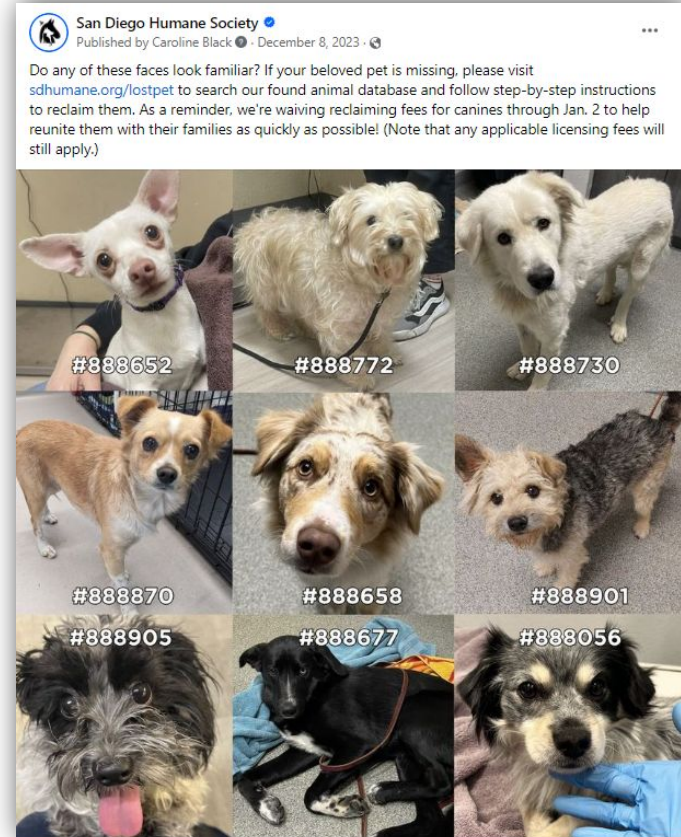 San Diego Humane Society
Published by Caroline Black · December 8, 2023 ·
Do any of these faces look familiar? If your beloved pet is missing, please visit
sdhumane.org/lostpet to search our found animal database and follow step-by-step instructions
to reclaim them. As a reminder, we're waiving reclaiming fees for canines through Jan. 2 to help
reunite them with their families as quickly as possible! (Note that any applicable licensing fees will
still apply.)
#888652
#888772
#888730
#888870
#888658
#888901
#888905
#888677
#888056